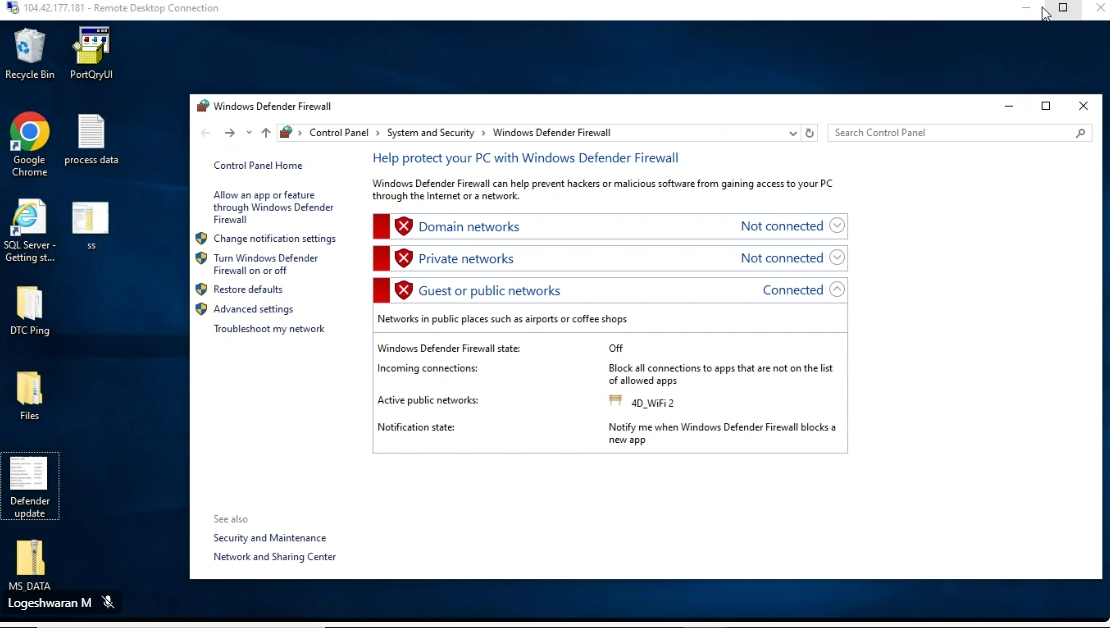 104.42.177.181 - Remote Desktop Connection
Recycle Bin
PortQryUI
Google
Chrome
process data
SQL Server -
Getting st...
ss
DTC Ping
Files
Defender
update
MS_DATA
Logeshwaran M
Windows Defender Firewall
Control Panel > System and Security > Windows Defender Firewall
Search Control Panel
Control Panel Home
Allow an app or feature
through Windows Defender
Firewall
Change notification settings
Turn Windows Defender
Firewall on or off
Restore defaults
Advanced settings
Troubleshoot my network
See also
Security and Maintenance
Network and Sharing Center
Help protect your PC with Windows Defender Firewall
Windows Defender Firewall can help prevent hackers or malicious software from gaining access to your PC
through the Internet or a network.
Domain networks Not connected
Private networks Not connected
Guest or public networks Connected
Networks in public places such as airports or coffee shops
Windows Defender Firewall state: Off
Incoming connections: Block all connections to apps that are not on the list
of allowed apps
Active public networks: 4D_WiFi 2
Notification state: Notify me when Windows Defender Firewall blocks a
new app